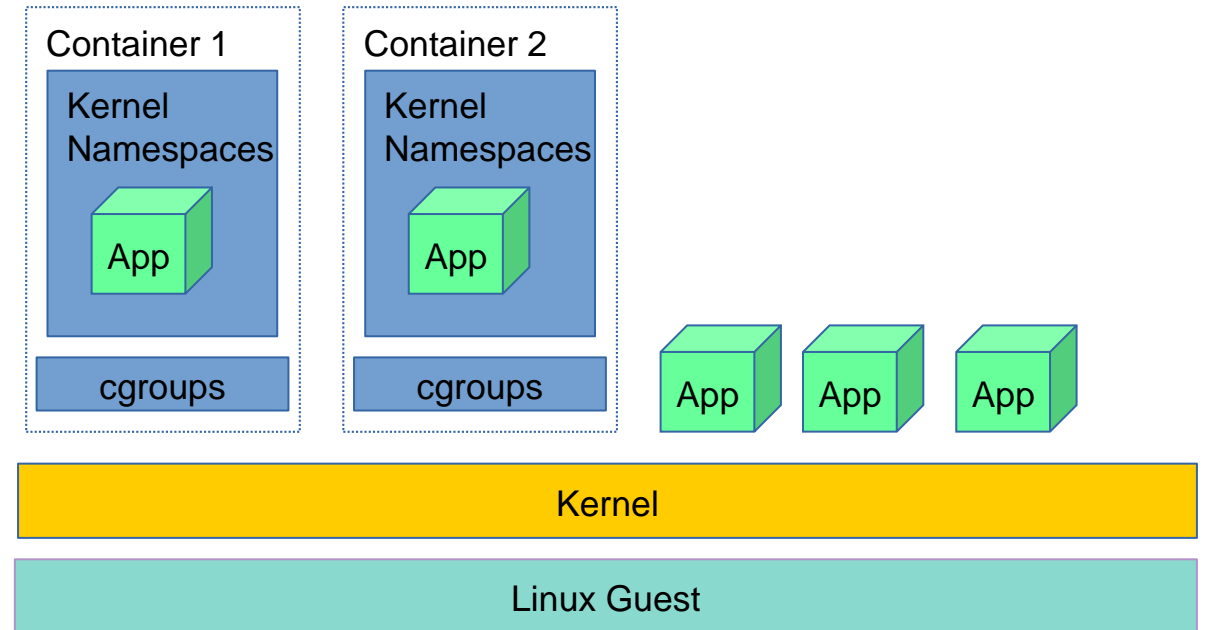 Container 1
Kernel
Namespaces
App
cgroups
Container 2
Kernel
Namespaces
App
cgroups
App
App
App
Kernel
Linux Guest